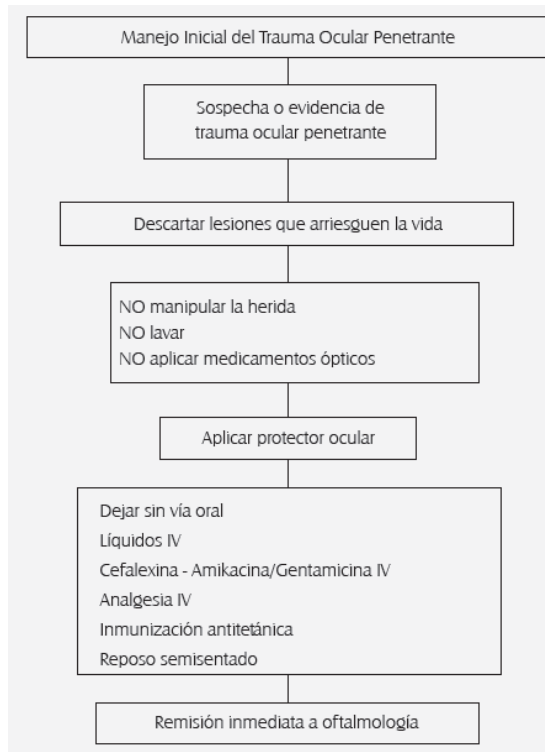 Manejo Inicial del Trauma Ocular Penetrante
Sospecha o evidencia de
trauma ocular penetrante
Descartar lesiones que arriesguen la vida
NO manipular la herida
NO lavar
NO aplicar medicamentos ópticos
Aplicar protector ocular
Dejar sin vía oral
Líquidos IV
Cefalexina - Amikacina/Gentamicina IV
Analgesia IV
Inmunización antitetánica
Reposo semisentado
Remisión inmediata a oftalmología